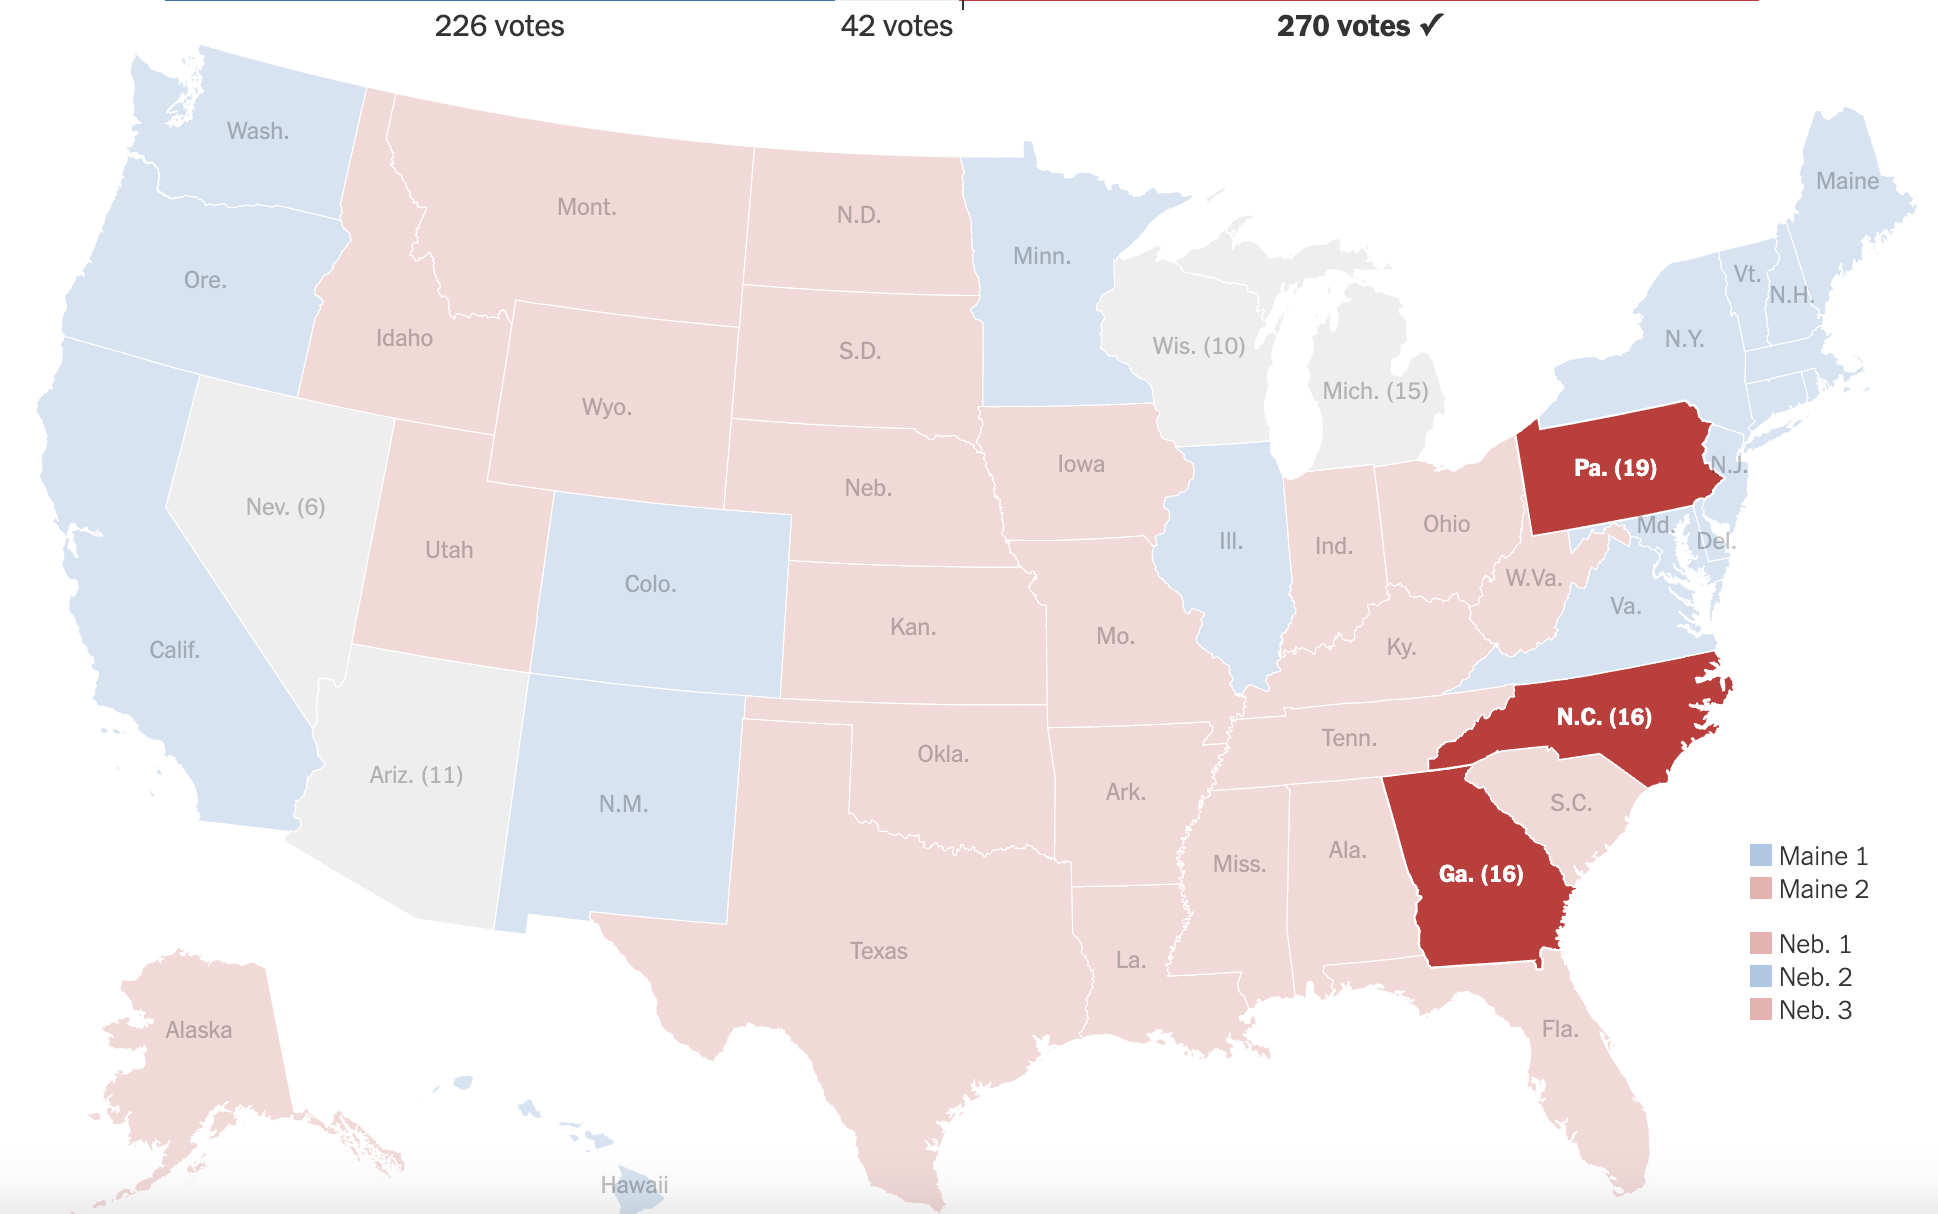 226 votes
42 votes
270 votes ✓
Wash.
Mont.
N.D.
Minn.
Maine
Ore.
Idaho
S.D.
Wis. (10)
Mich. (15)
Vt.
N.H.
N.Y.
Wyo.
Iowa
Neb.
Pa. (19)
N.J.
Nev. (6)
Utah
Colo.
Ill.
Ind.
Ohio
Md.
Del.
W.Va.
Va.
Calif.
Kan.
Mo.
Ky.
N.C. (16)
Ariz. (11)
N.M.
Okla.
Tenn.
Ark.
S.C.
Miss.
Ala.
Ga. (16)
Maine 1
Maine 2
Neb. 1
Neb. 2
Neb. 3
Texas
La.
Alaska
Fla.
Hawaii